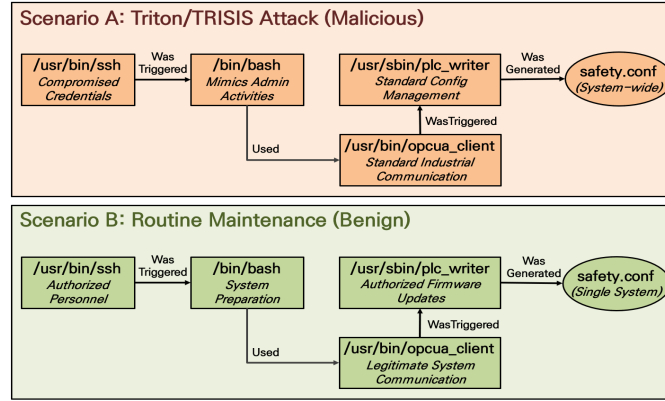 Scenario A: Triton/TRISIS Attack (Malicious)
/usr/bin/ssh
Compromised
Credentials
Was
Triggered
/bin/bash
Mimics Admin
Activities
/usr/sbin/plc_writer
Standard Config
Management
Was
Generated
safety.conf
(System-wide)
Used
WasTriggered
/usr/bin/opcua_client
Standard Industrial
Communication
Scenario B: Routine Maintenance (Benign)
/usr/bin/ssh
Authorized
Personnel
Was
Triggered
/bin/bash
System
Preparation
/usr/sbin/plc_writer
Authorized Firmware
Updates
Was
Generated
safety.conf
(Single System)
Used
WasTriggered
/usr/bin/opcua_client
Legitimate System
Communication